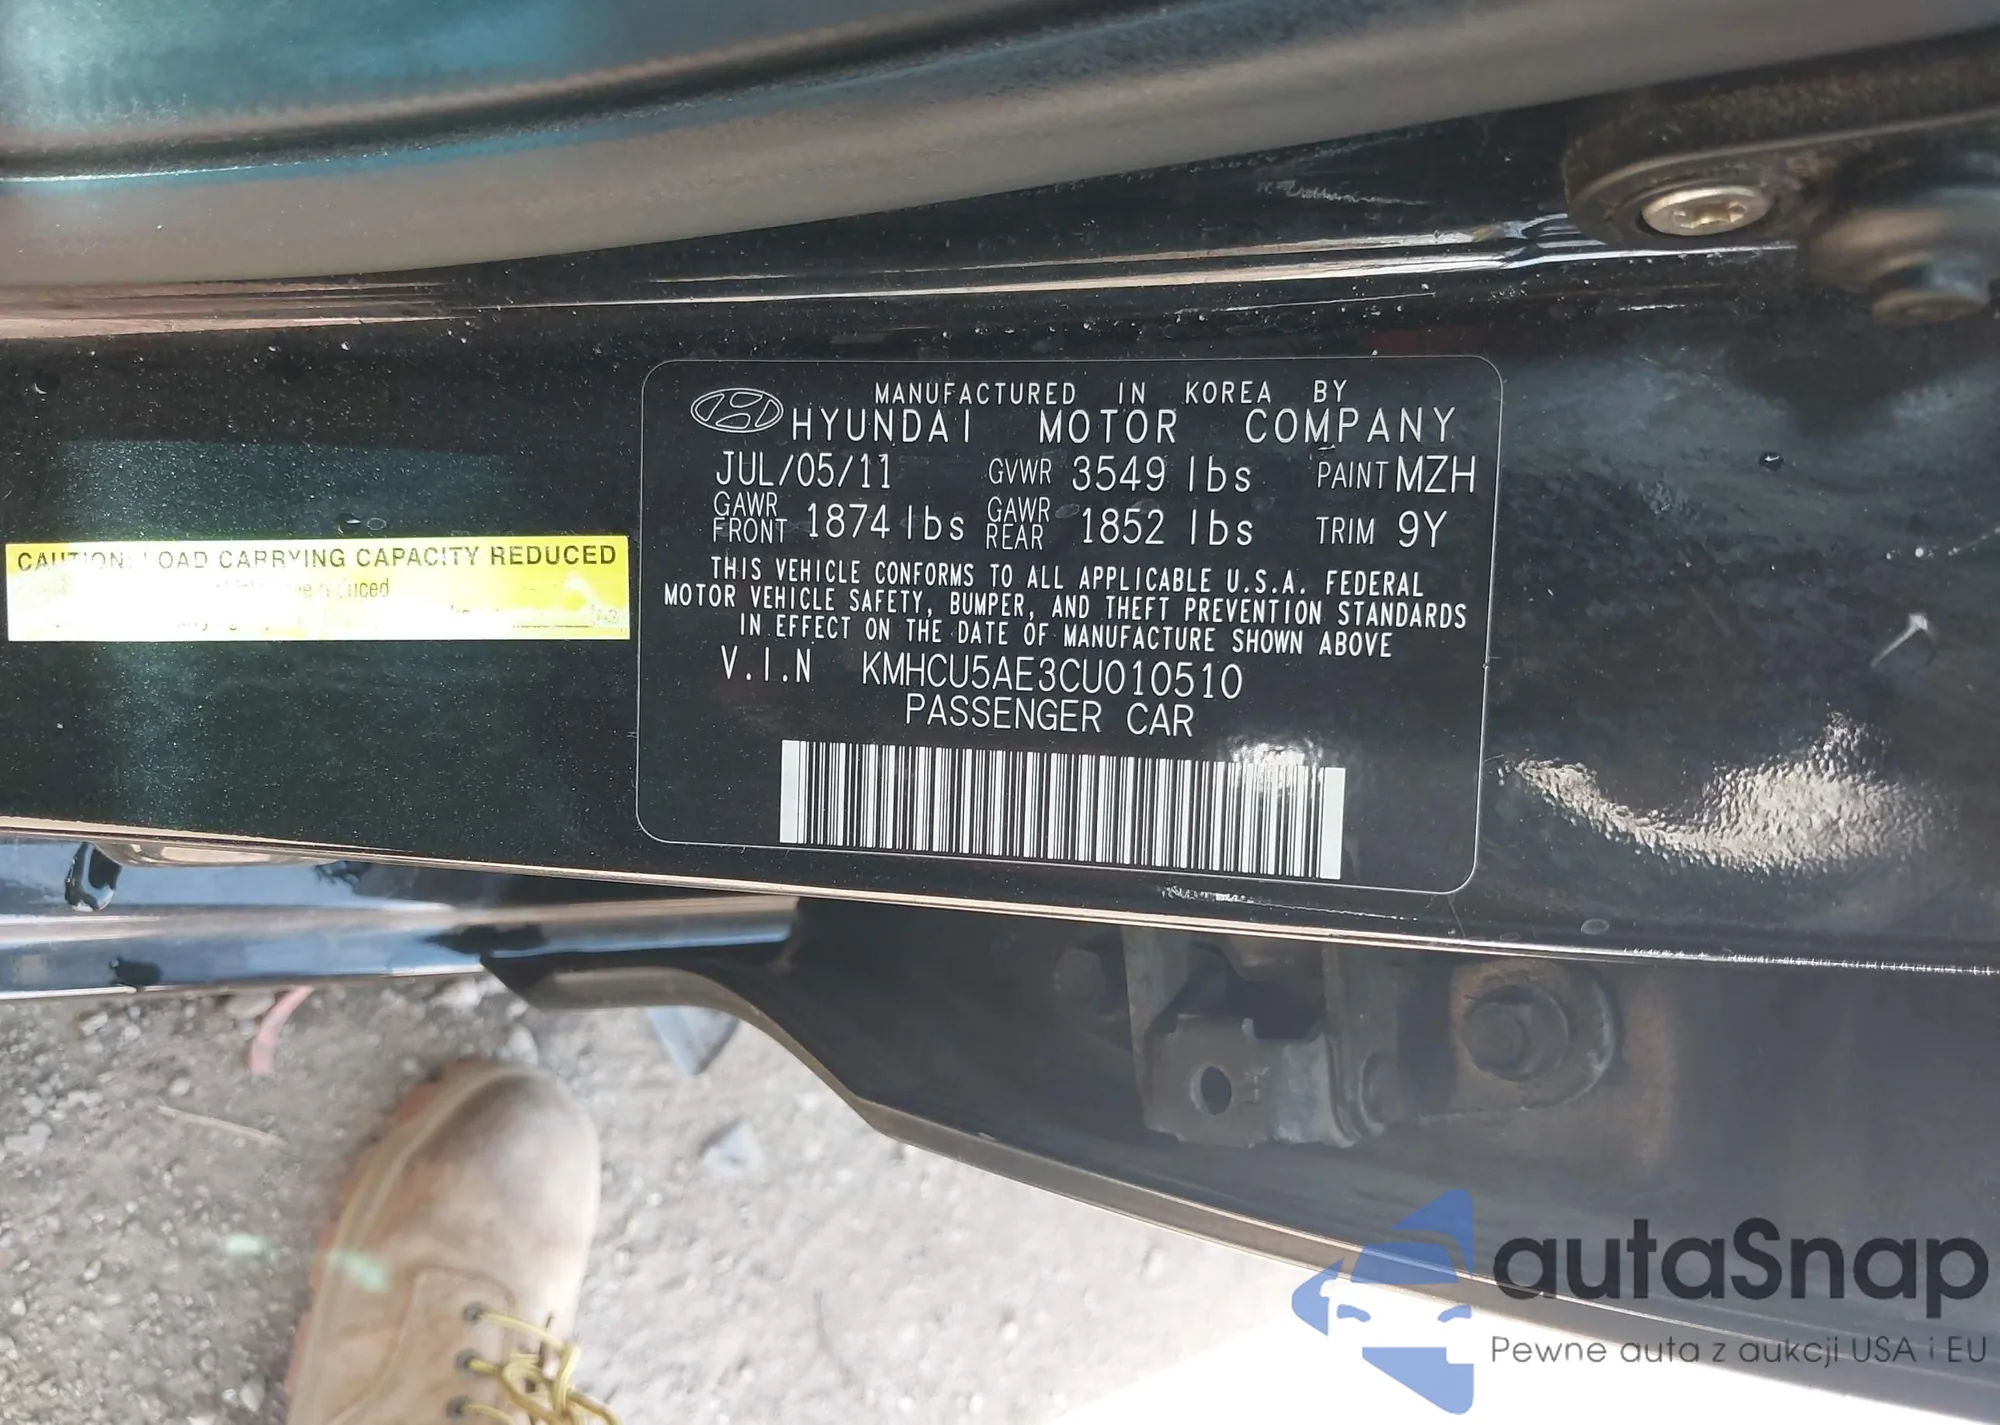 MANUFACTURED IN KOREA BY
HYUNDAI MOTOR COMPANY
JUL/05/11 GVWR 3549 lbs PAINT MZH
GAWR FRONT 1874 lbs GAWR REAR 1852 lbs TRIM 9Y
THIS VEHICLE CONFORMS TO ALL APPLICABLE U.S.A. FEDERAL
MOTOR VEHICLE SAFETY, BUMPER, AND THEFT PREVENTION STANDARDS
IN EFFECT ON THE DATE OF MANUFACTURE SHOWN ABOVE
V.I.N KMHCU5AE3CU010510
PASSENGER CAR
CAUTION: LOAD CARRYING CAPACITY REDUCED
reduced
autaSnap
Pewne auta z aukcji USA i EU